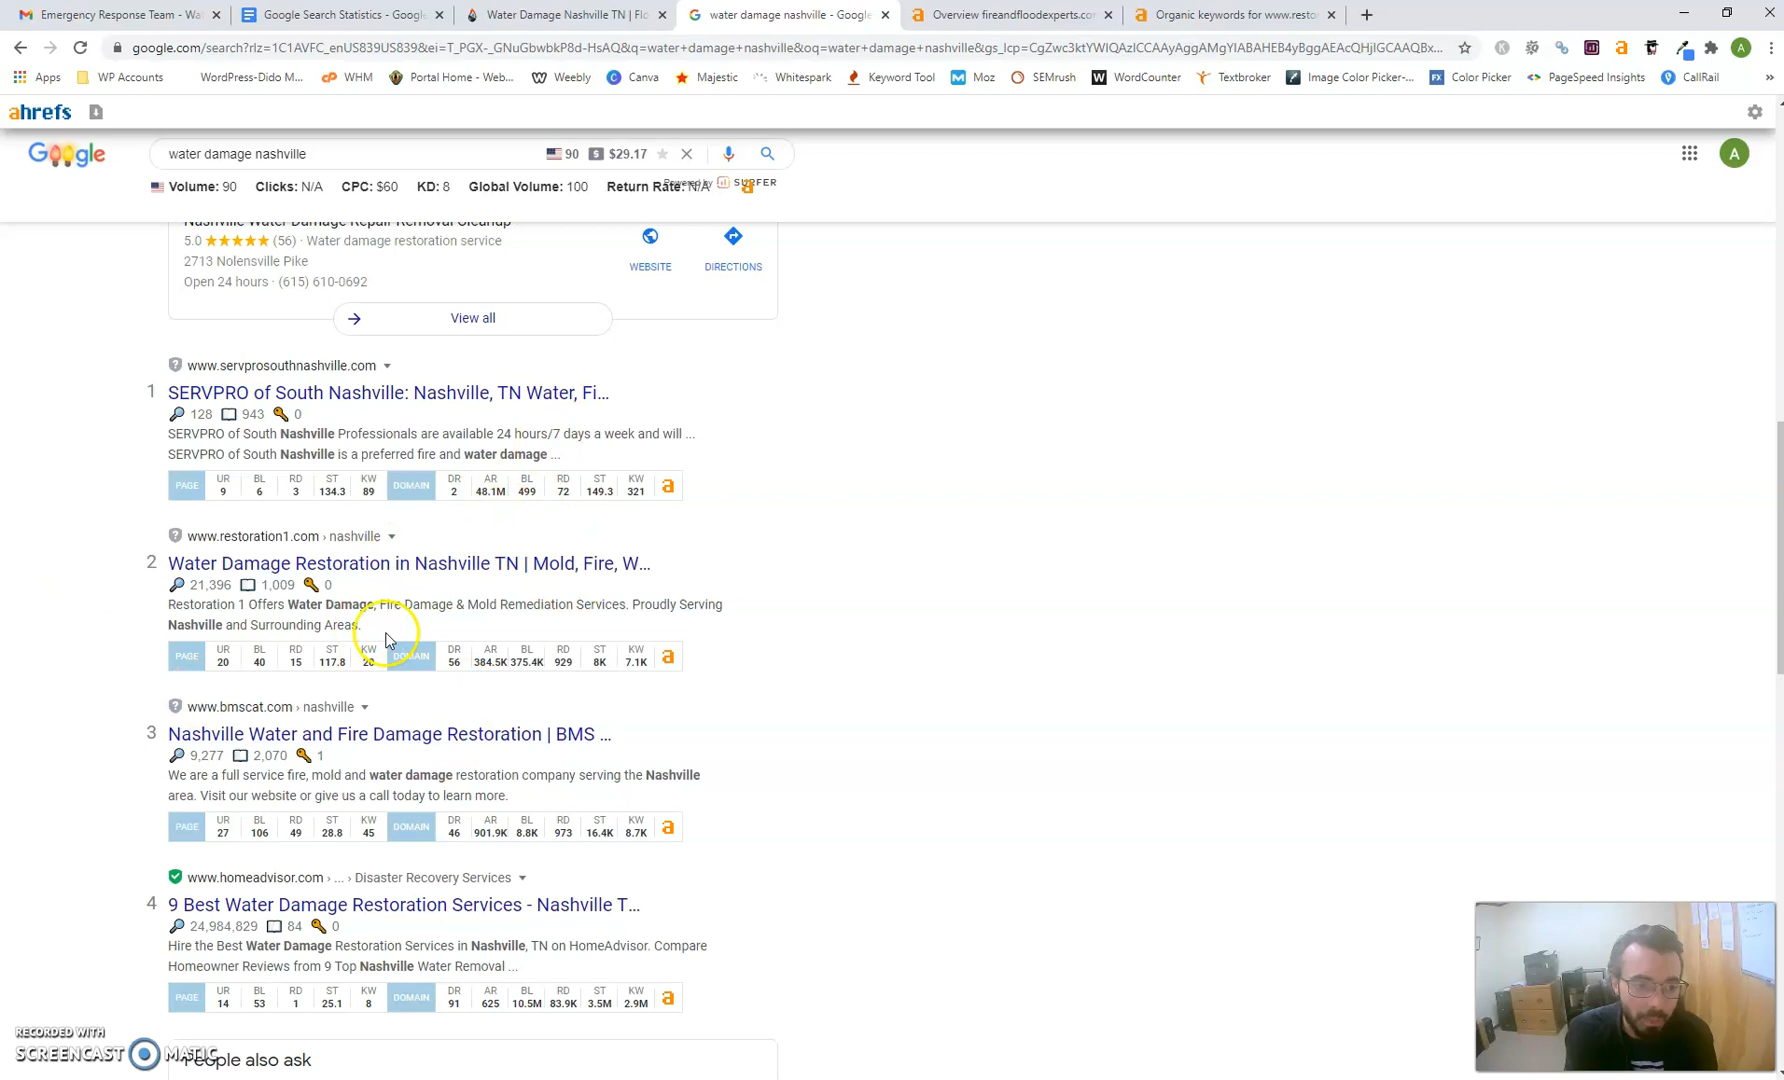 Emergency Response Team - Wat
Google Search Statistics - Google
Water Damage Nashville TN | Flo
water damage nashville - Google
Overview fireandfloodexperts.co
Organic keywords for www.resto
google.com/search?rlz=1C1AVFC_enUS839US839&ei=T_PGX-_GNuGbwbkP8d-HsAQ&q=water+damage+nashville&oq=water+damage+nashville&gs_lcp=
A
Apps WP Accounts WordPress-Dido M... WHM Portal Home - Web... Weebly Canva Majestic Whitespark Keyword Tool Moz SEMrush WordCounter Textbroker Image Color Picker-... Color Picker PageSpeed Insights CallRail »
ahrefs
Google
water damage nashville 90 $29.17
A
Volume: 90 Clicks: N/A CPC: $60 KD: 8 Global Volume: 100 Return Rate: N/A
Powered by SURFER
Nashville Water Damage Repair Removal Cleanup
5.0 (56) · Water damage restoration service
2713 Nolensville Pike
Open 24 hours · (615) 610-0692
WEBSITE DIRECTIONS
View all
www.servprosouthnashville.com
1 SERVPRO of South Nashville: Nashville, TN Water, Fi...
128 943 0
SERVPRO of South Nashville Professionals are available 24 hours/7 days a week and will ...
SERVPRO of South Nashville is a preferred fire and water damage ...
PAGE UR BL RD ST KW DOMAIN DR AR BL RD ST KW
9 6 3 134.3 89 2 48.1M 499 72 149.3 321
www.restoration1.com › nashville
2 Water Damage Restoration in Nashville TN | Mold, Fire, W...
21,396 1,009 0
Restoration 1 Offers Water Damage, Fire Damage & Mold Remediation Services. Proudly Serving
Nashville and Surrounding Areas.
PAGE UR BL RD ST KW DOMAIN DR AR BL RD ST KW
20 40 15 117.8 20 56 384.5K 375.4K 929 8K 7.1K
www.bmscat.com › nashville
3 Nashville Water and Fire Damage Restoration | BMS ...
9,277 2,070 1
We are a full service fire, mold and water damage restoration company serving the Nashville
area. Visit our website or give us a call today to learn more.
PAGE UR BL RD ST KW DOMAIN DR AR BL RD ST KW
27 106 49 28.8 45 46 901.9K 8.8K 973 16.4K 8.7K
www.homeadvisor.com › ... › Disaster Recovery Services
4 9 Best Water Damage Restoration Services - Nashville T...
24,984,829 84 0
Hire the Best Water Damage Restoration Services in Nashville, TN on HomeAdvisor. Compare
Homeowner Reviews from 9 Top Nashville Water Removal ...
PAGE UR BL RD ST KW DOMAIN DR AR BL RD ST KW
14 53 1 25.1 8 91 625 10.5M 83.9K 3.5M 2.9M
People also ask
RECORDED WITH
SCREENCAST MATIC